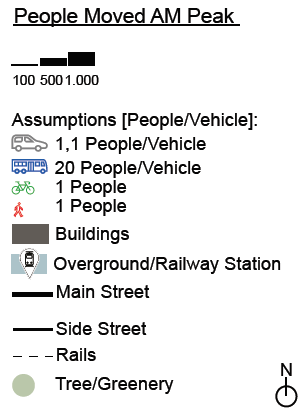 People Moved AM Peak
100 500 1.000
Assumptions [People/Vehicle]:
1,1 People/Vehicle
20 People/Vehicle
1 People
1 People
Buildings
Overground/Railway Station
Main Street
Side Street
Rails
Tree/Greenery
N